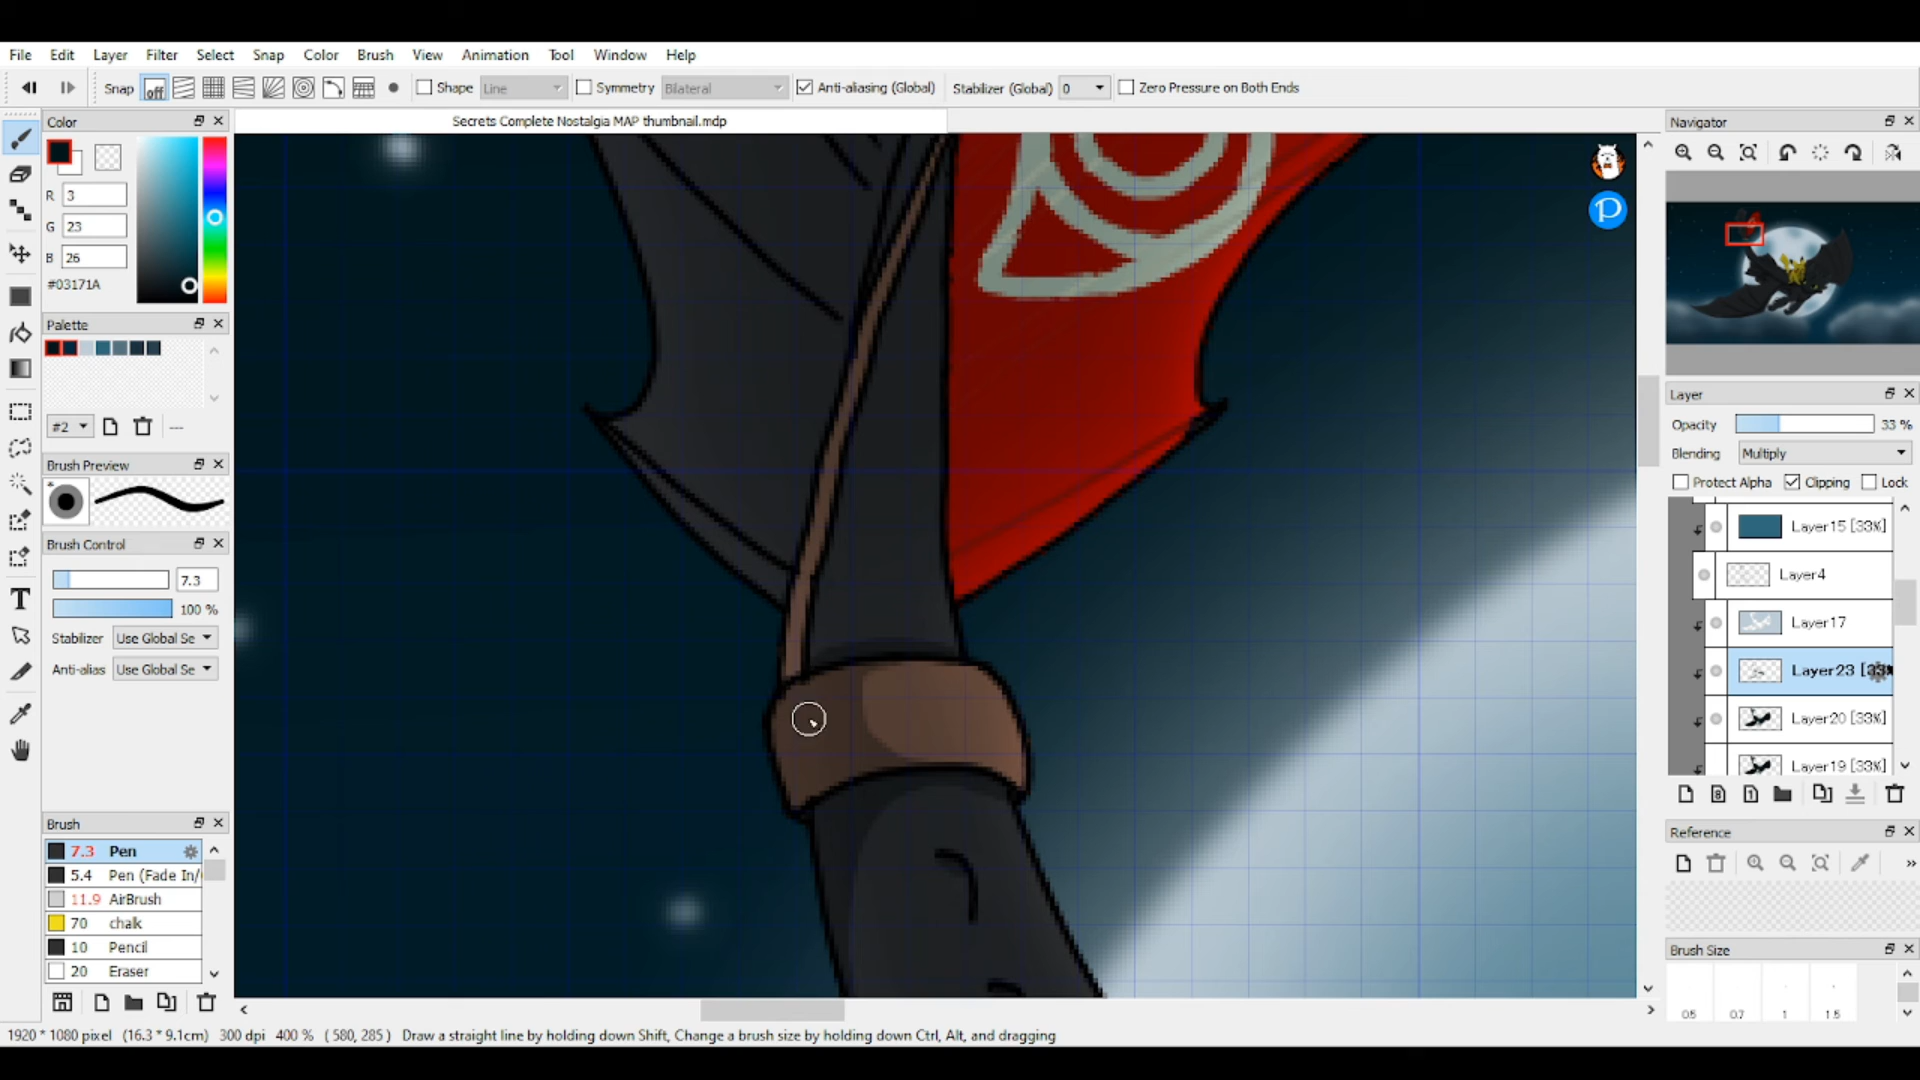 File Edit Layer Filter Select Snap Color Brush View Animation Tool Window Help
Snap off Shape Line Symmetry Bilateral Anti-aliasing (Global) Stabilizer (Global) 0 Zero Pressure on Both Ends
Secrets Complete Nostalgia MAP thumbnail.mdp
Color
R 3
G 23
B 26
#03171A
Palette
#2 ---
Brush Preview
Brush Control
7.3
100 %
Stabilizer Use Global Se
Anti-alias Use Global Se
Brush
7.3 Pen
5.4 Pen (Fade In/
11.9 AirBrush
70 chalk
10 Pencil
20 Eraser
P
Navigator
Layer
Opacity 33 %
Blending Multiply
Protect Alpha Clipping Lock
Layer15 [33%]
Layer4
Layer17
Layer23 [33%
Layer20 [33%]
Layer19 [33%]
Reference
Brush Size
0.5 0.7 1 1.5
1920 * 1080 pixel (16.3 * 9.1cm) 300 dpi 400 % ( 580, 285 ) Draw a straight line by holding down Shift, Change a brush size by holding down Ctrl, Alt, and dragging